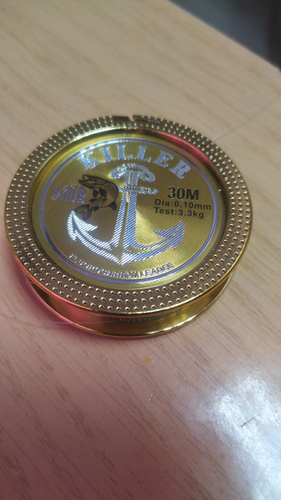 KILLER
30M
Dia:0.10mm
Test:3.3kg
FLUOROCARBON LEADER